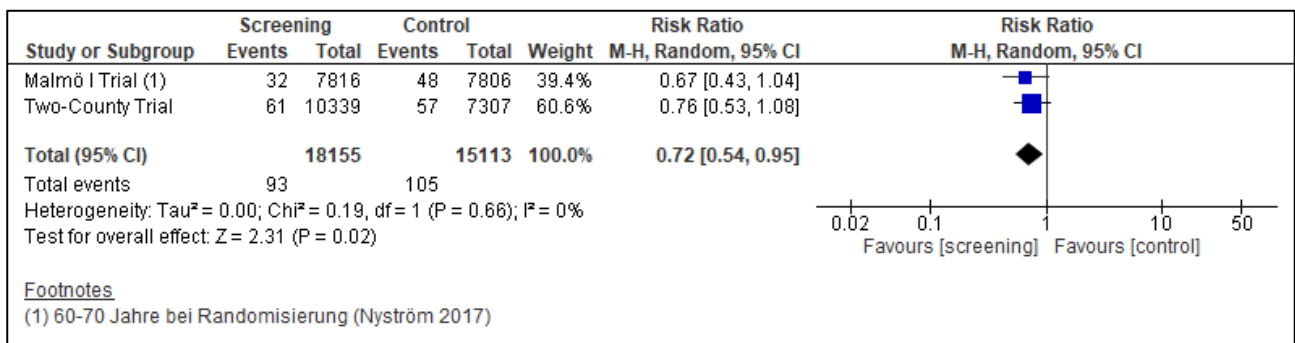 Screening Control Risk Ratio Risk Ratio
Study or Subgroup Events Total Events Total Weight M-H, Random, 95% CI M-H, Random, 95% CI
Malmö I Trial (1) 32 7816 48 7806 39.4% 0.67 [0.43, 1.04]
Two-County Trial 61 10339 57 7307 60.6% 0.76 [0.53, 1.08]
Total (95% CI) 18155 15113 100.0% 0.72 [0.54, 0.95]
Total events 93 105
Heterogeneity: Tau² = 0.00; Chi² = 0.19, df = 1 (P = 0.66); I² = 0%
Test for overall effect: Z = 2.31 (P = 0.02)
0.02 0.1 1 10 50
Favours [screening] Favours [control]
Footnotes
(1) 60-70 Jahre bei Randomisierung (Nyström 2017)